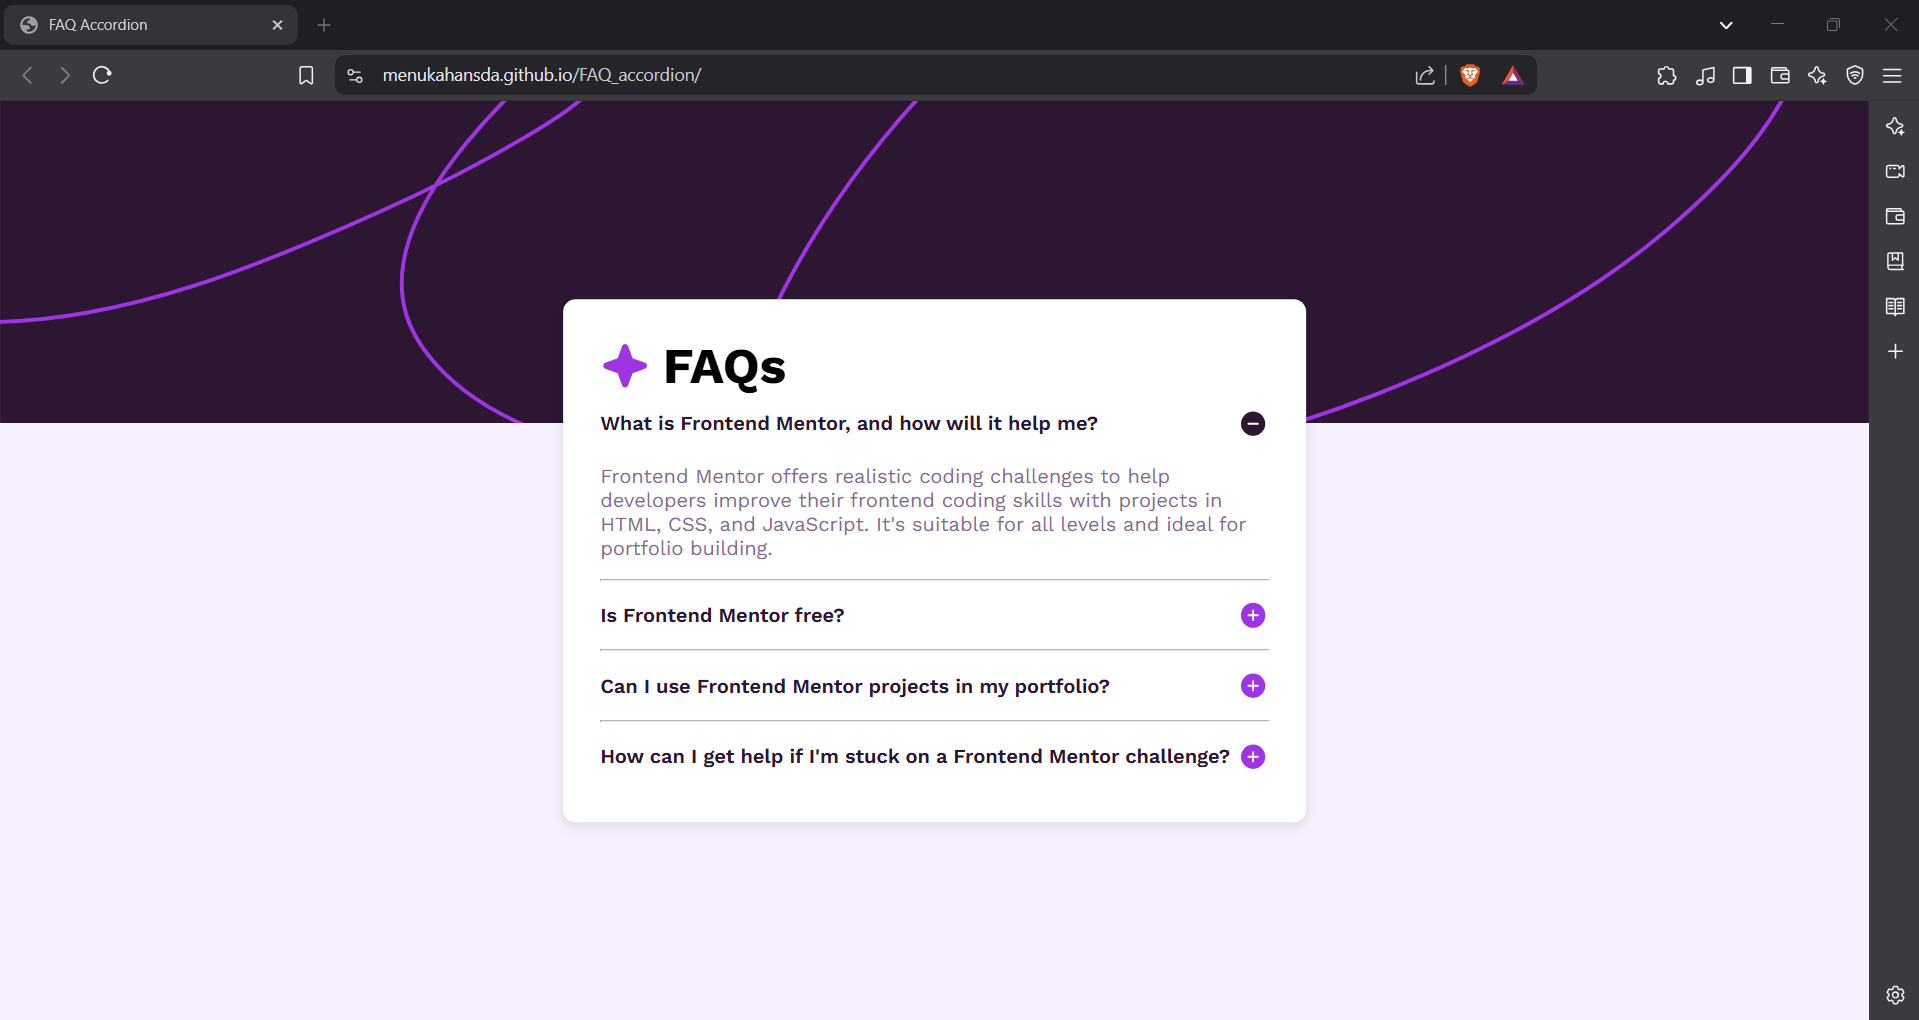 FAQ Accordion
menukahansda.github.io/FAQ_accordion/
FAQs
What is Frontend Mentor, and how will it help me?
Frontend Mentor offers realistic coding challenges to help
developers improve their frontend coding skills with projects in
HTML, CSS, and JavaScript. It's suitable for all levels and ideal for
portfolio building.
Is Frontend Mentor free?
Can I use Frontend Mentor projects in my portfolio?
How can I get help if I'm stuck on a Frontend Mentor challenge?